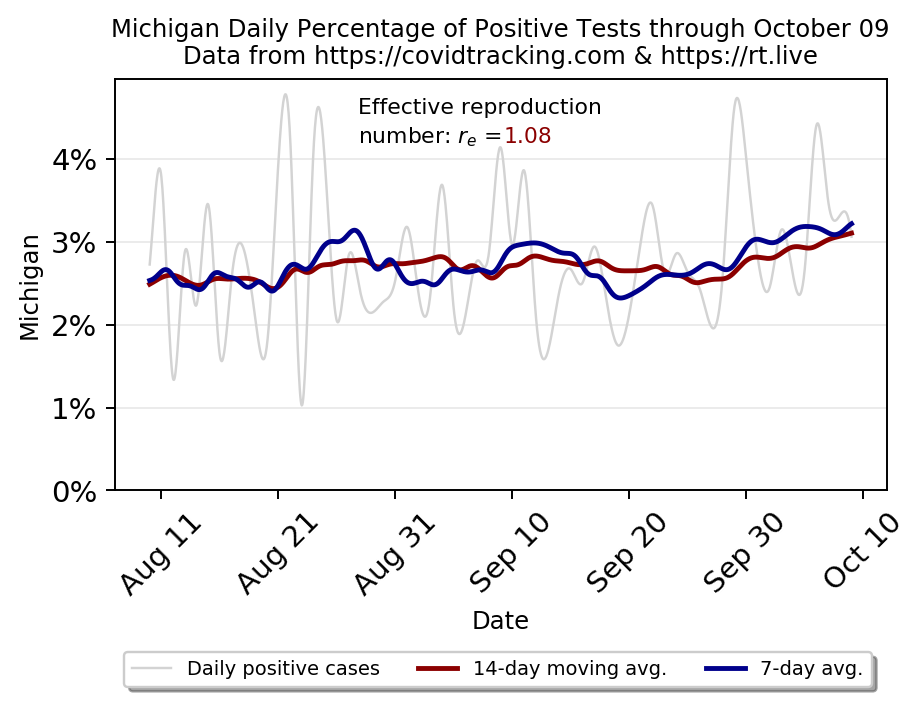 Michigan Daily Percentage of Positive Tests through October 09
Data from https://covidtracking.com & https://rt.live
Effective reproduction
number: rₑ =1.08
4%
3%
2%
1%
0%
Michigan
Aug 11
Aug 21
Aug 31
Sep 10
Sep 20
Sep 30
Oct 10
Date
Daily positive cases
14-day moving avg.
7-day avg.